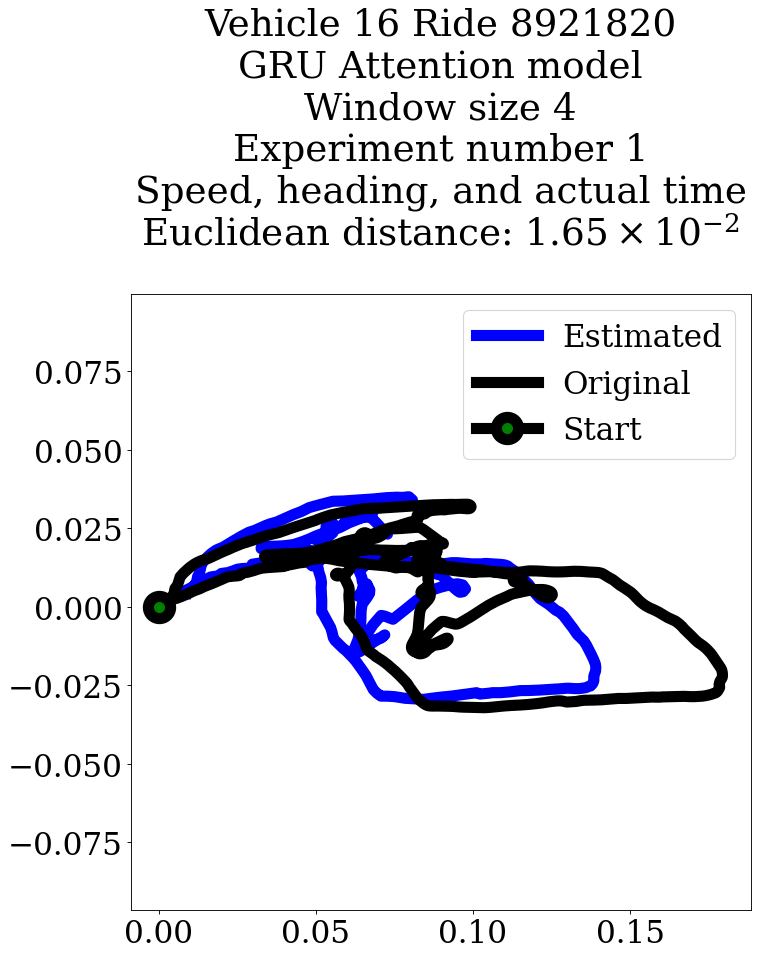 Vehicle 16 Ride 8921820
GRU Attention model
Window size 4
Experiment number 1
Speed, heading, and actual time
Euclidean distance: 1.65 × 10⁻²
Estimated
Original
Start
0.075
0.050
0.025
0.000
−0.025
−0.050
−0.075
0.00 0.05 0.10 0.15